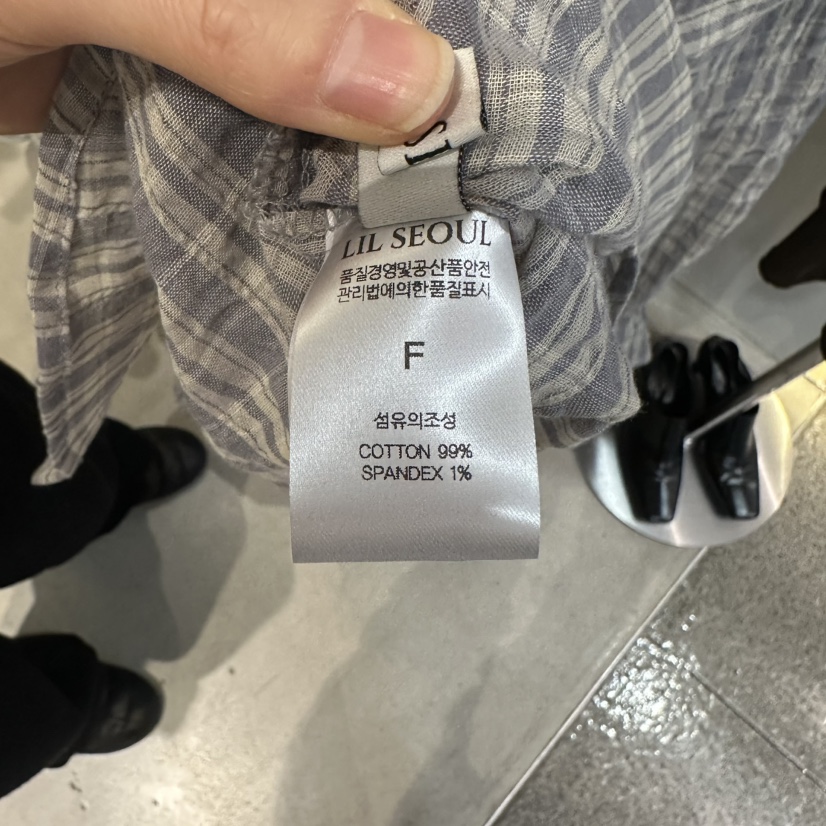 LIL SEOUL
품질경영및공산품안전
관리법예의한품질표시
F
섬유의조성
COTTON 99%
SPANDEX 1%